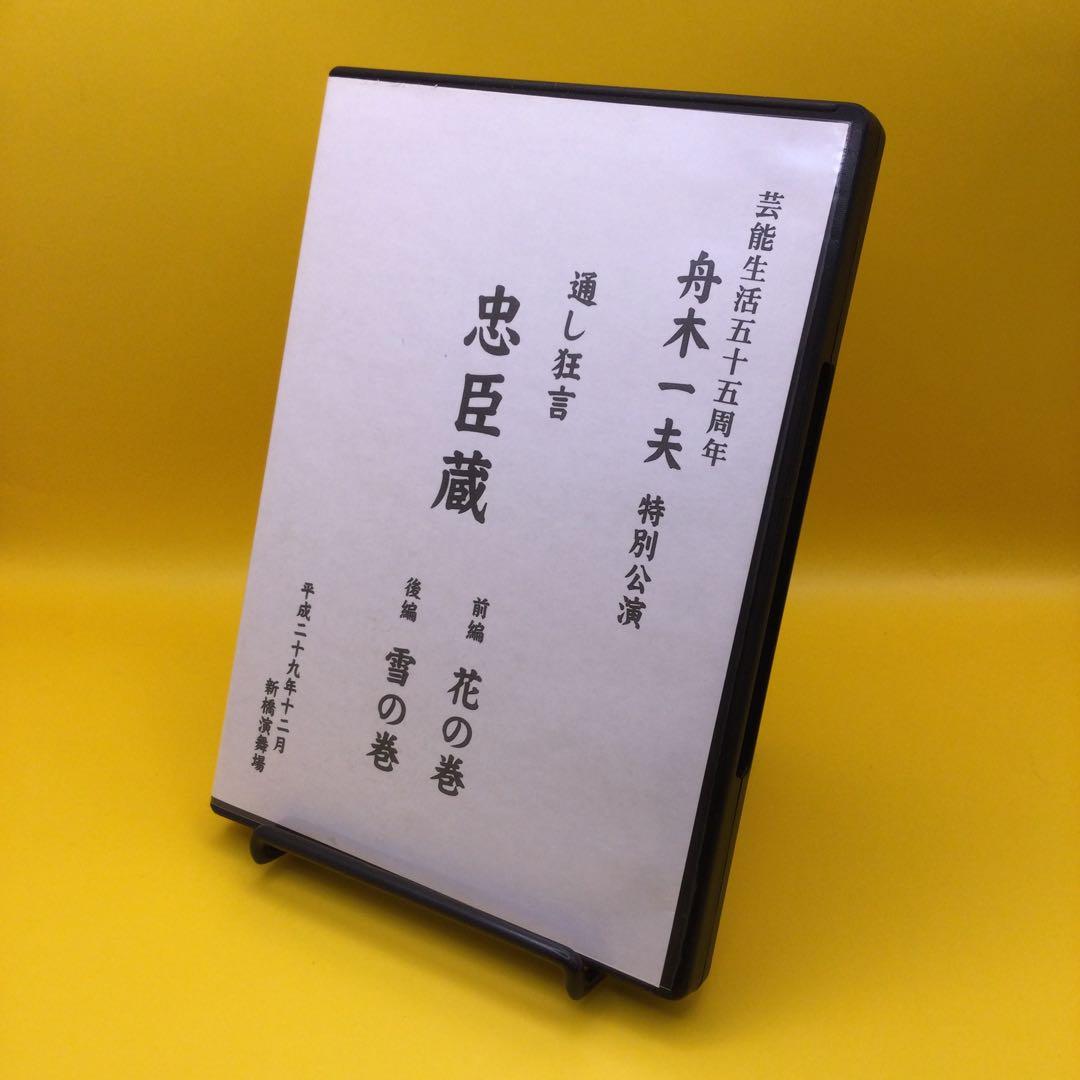 芸能生活五十五周年
舟木一夫 特別公演
通し狂言
忠臣蔵
前編 花の巻
後編 雪の巻
平成二十九年十二月
新橋演舞場